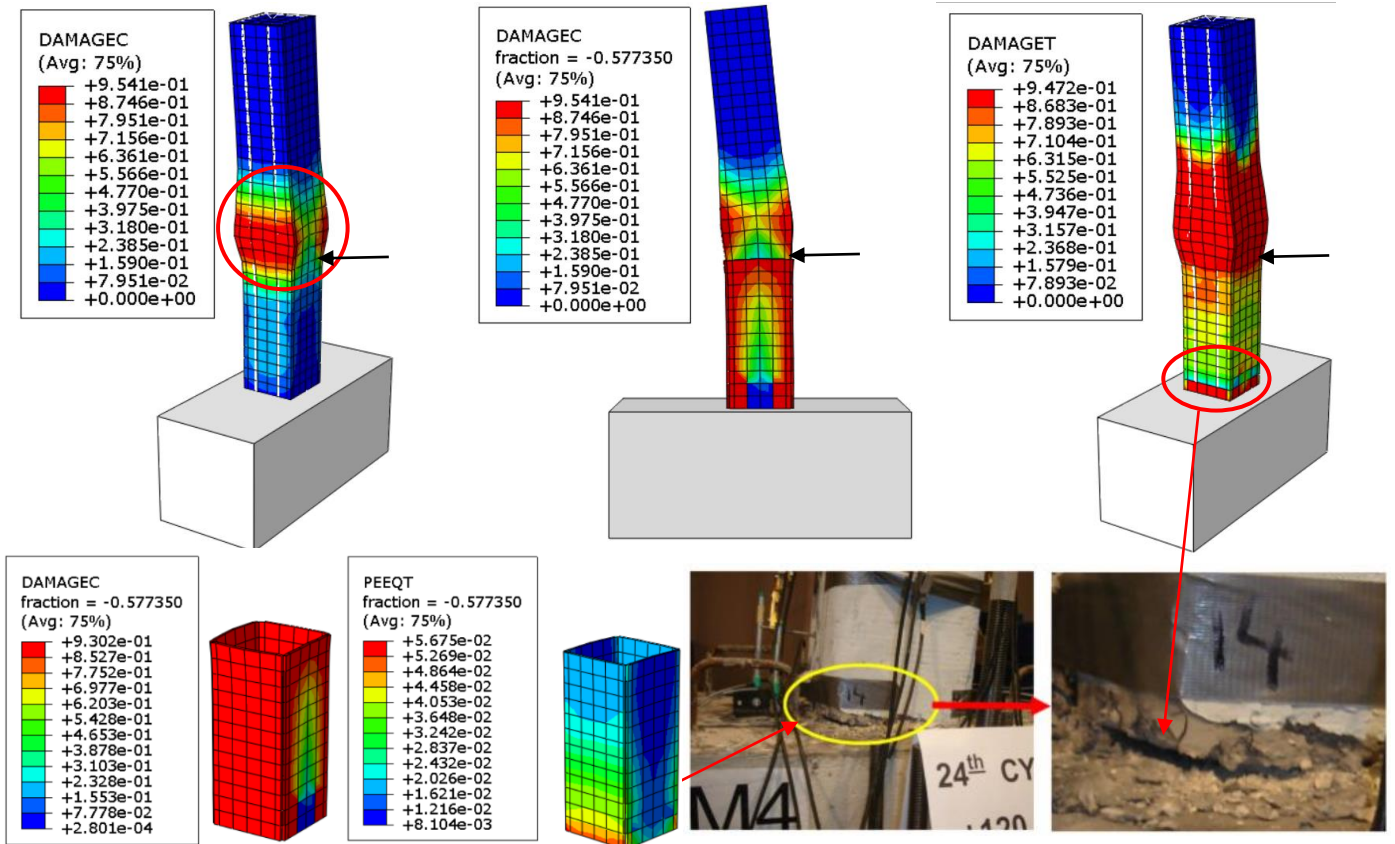 DAMAGEC
(Avg: 75%)
+9.541e-01
+8.746e-01
+7.951e-01
+7.156e-01
+6.361e-01
+5.566e-01
+4.770e-01
+3.975e-01
+3.180e-01
+2.385e-01
+1.590e-01
+7.951e-02
+0.000e+00
DAMAGEC
fraction = -0.577350
(Avg: 75%)
+9.541e-01
+8.746e-01
+7.951e-01
+7.156e-01
+6.361e-01
+5.566e-01
+4.770e-01
+3.975e-01
+3.180e-01
+2.385e-01
+1.590e-01
+7.951e-02
+0.000e+00
DAMAGET
(Avg: 75%)
+9.472e-01
+8.683e-01
+7.893e-01
+7.104e-01
+6.315e-01
+5.525e-01
+4.736e-01
+3.947e-01
+3.157e-01
+2.368e-01
+1.579e-01
+7.893e-02
+0.000e+00
DAMAGEC
fraction = -0.577350
(Avg: 75%)
+9.302e-01
+8.527e-01
+7.752e-01
+6.977e-01
+6.203e-01
+5.428e-01
+4.653e-01
+3.878e-01
+3.103e-01
+2.328e-01
+1.553e-01
+7.778e-02
+2.801e-04
PEEQT
fraction = -0.577350
(Avg: 75%)
+5.675e-02
+5.269e-02
+4.864e-02
+4.458e-02
+4.053e-02
+3.648e-02
+3.242e-02
+2.837e-02
+2.432e-02
+2.026e-02
+1.621e-02
+1.216e-02
+8.104e-03
14
24th CY
M4
14